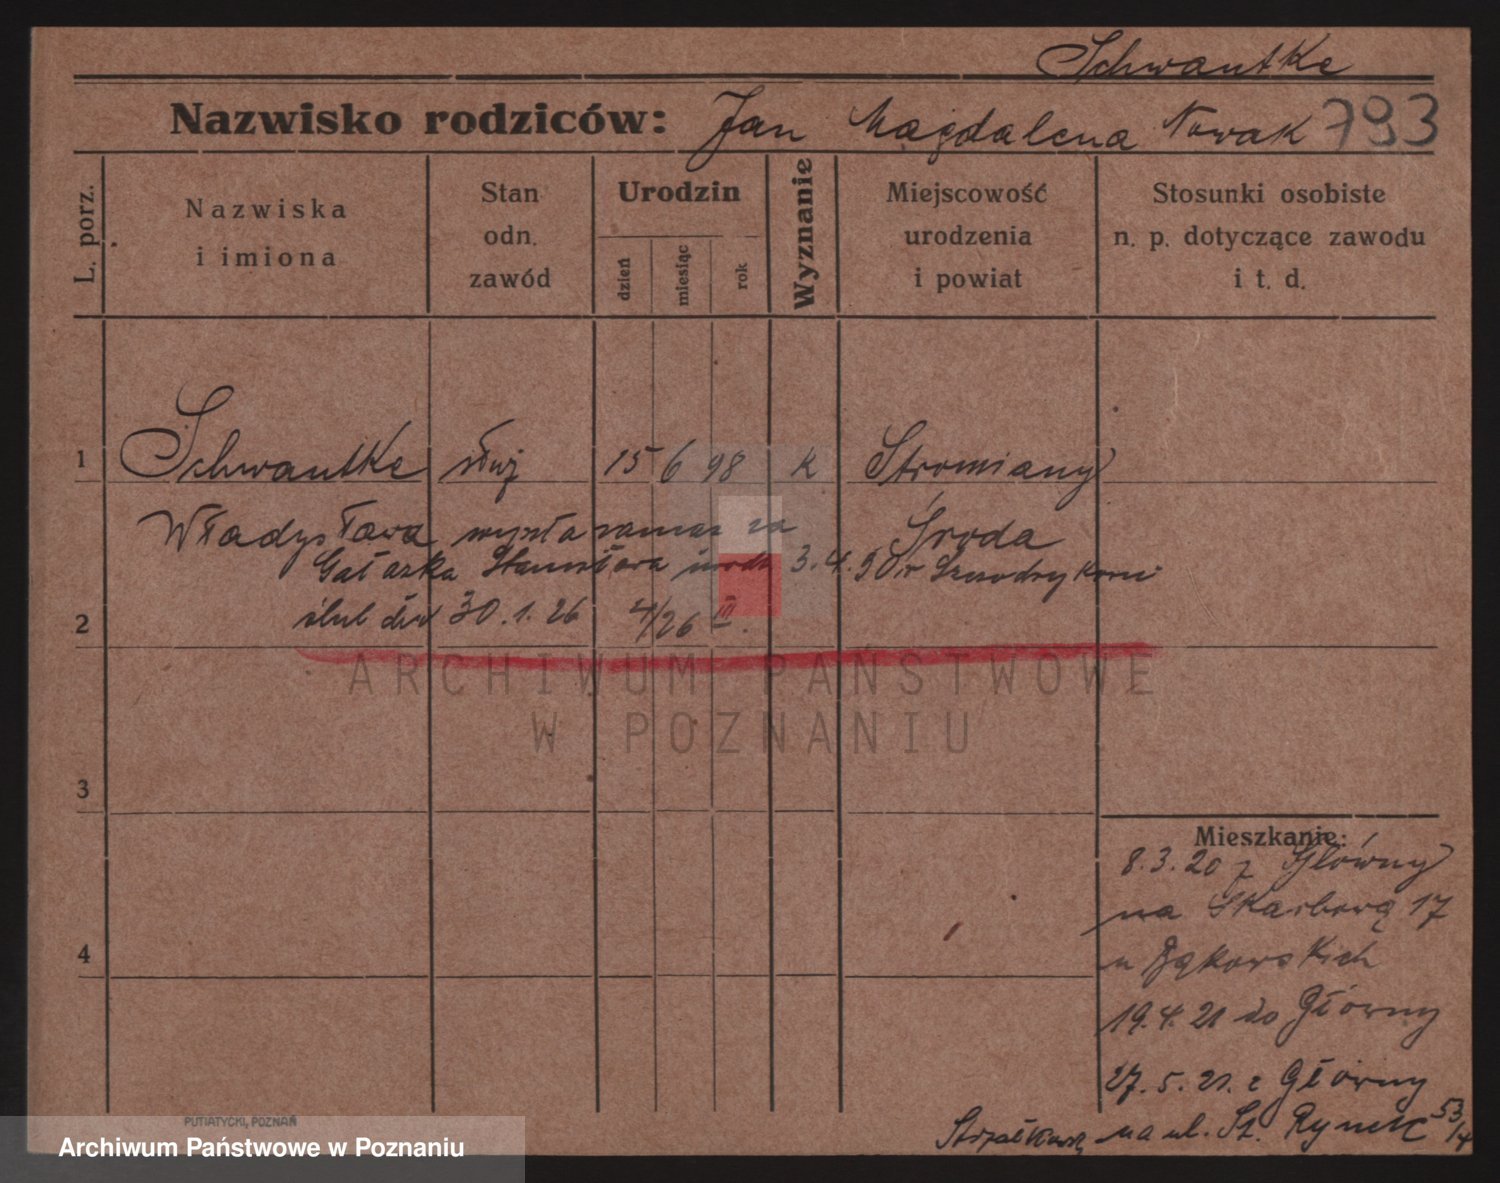 Schwantke
Nazwisko rodziców: Jan Magdalena Nowak 793
L. porz.
Nazwiska
i imiona
Stan
odn.
zawód
Urodzin
dzień
miesiąc
rok
Wyznanie
Miejscowość
urodzenia
i powiat
Stosunki osobiste
n. p. dotyczące zawodu
i t. d.
1 Schwantke służ 15 6 98 K Stromiany
Władysława wyszła zamąż za Środa
Gałązka Stanisława urodz 3.4.90 w
2 ślub dn 30.1.26 4/26 III.
ARCHIWUM PAŃSTWOWE
W POZNANIU
3
4
Mieszkanie:
8.3.20 z Główny
na Skarbową 17
u Bąkowskich
19.4.21 do Główny
27.5.21. z Główny
na ul. St. Rynek 53/4
PUTIATYCKI, POZNAŃ
Archiwum Państwowe w Poznaniu